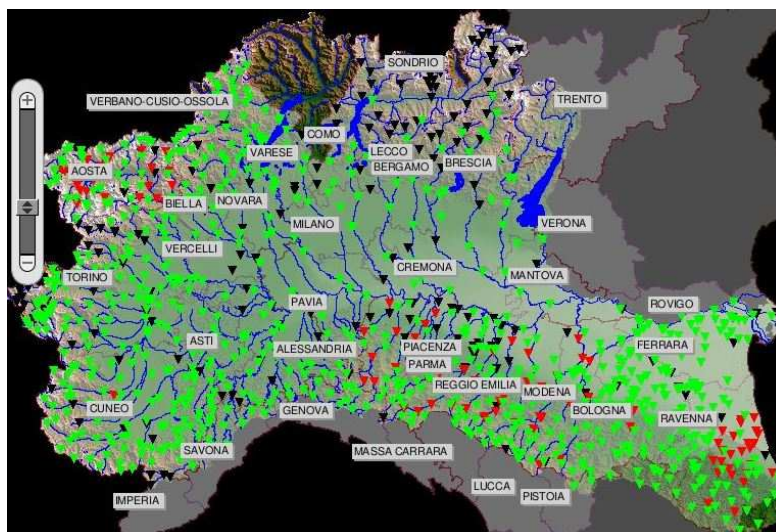 SONDRIO
VERBANO-CUSIO-OSSOLA
TRENTO
COMO
LECCO
VARESE
BERGAMO
BRESCIA
AOSTA
BIELLA
NOVARA
MILANO
VERONA
VERCELLI
CREMONA
TORINO
MANTOVA
PAVIA
ROVIGO
ASTI
ALESSANDRIA
PIACENZA
FERRARA
PARMA
REGGIO EMILIA
MODENA
CUNEO
GENOVA
BOLOGNA
RAVENNA
SAVONA
MASSA CARRARA
LUCCA
IMPERIA
PISTOIA